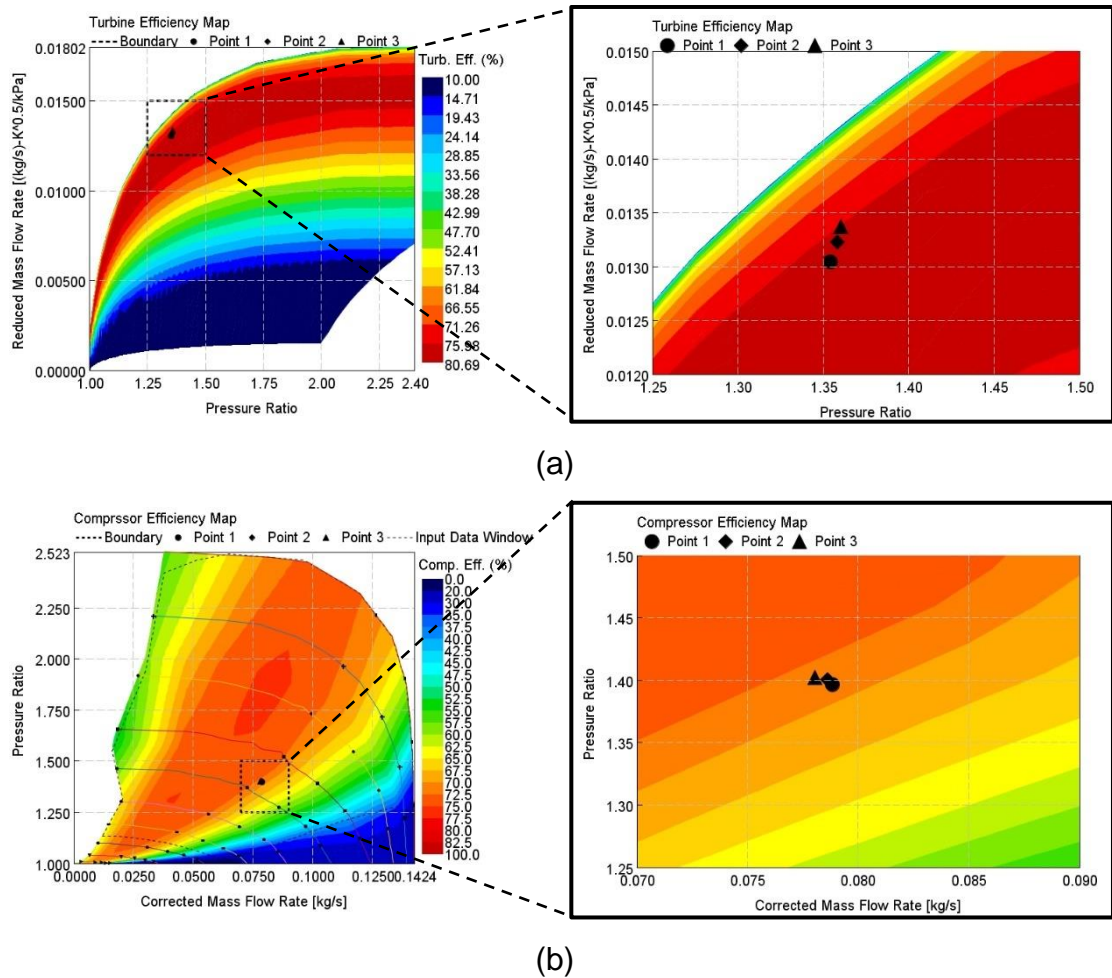 Turbine Efficiency Map
Boundary Point 1 Point 2 Point 3
0.01802
0.01500
0.01000
0.00500
0.00000
Reduced Mass Flow Rate [(kg/s)-K^0.5/kPa]
1.00 1.25 1.50 2.00 2.25 2.40
Pressure Ratio
Turb. Eff. (%)
10.00
14.71
19.43
24.14
28.85
33.56
38.28
42.99
47.70
52.41
57.13
61.84
66.55
71.26
75.98
80.69
Turbine Efficiency Map
Point 1 Point 2 Point 3
0.0150
0.0145
0.0140
0.0135
0.0130
0.0125
0.0120
Reduced Mass Flow Rate [(kg/s)-K^0.5/kPa]
1.25 1.30 1.35 1.40 1.45 1.50
Pressure Ratio
(a)
Comprssor Efficiency Map
Boundary Point 1 Point 2 Point 3 Input Data Window
2.523
2.250
2.000
1.750
1.500
1.250
1.000
Pressure Ratio
0.0000 0.0250 0.0500 0.0750 0.1000 0.1250 0.1424
Corrected Mass Flow Rate [kg/s]
Comp. Eff. (%)
0.0
20.0
30.0
35.0
37.5
40.0
42.5
45.0
47.5
50.0
52.5
55.0
57.5
60.0
62.5
65.0
67.5
70.0
72.5
75.0
77.5
80.0
82.5
100.0
Compressor Efficiency Map
Point 1 Point 2 Point 3
1.50
1.45
1.40
1.35
1.30
1.25
Pressure Ratio
0.070 0.075 0.080 0.085 0.090
Corrected Mass Flow Rate [kg/s]
(b)